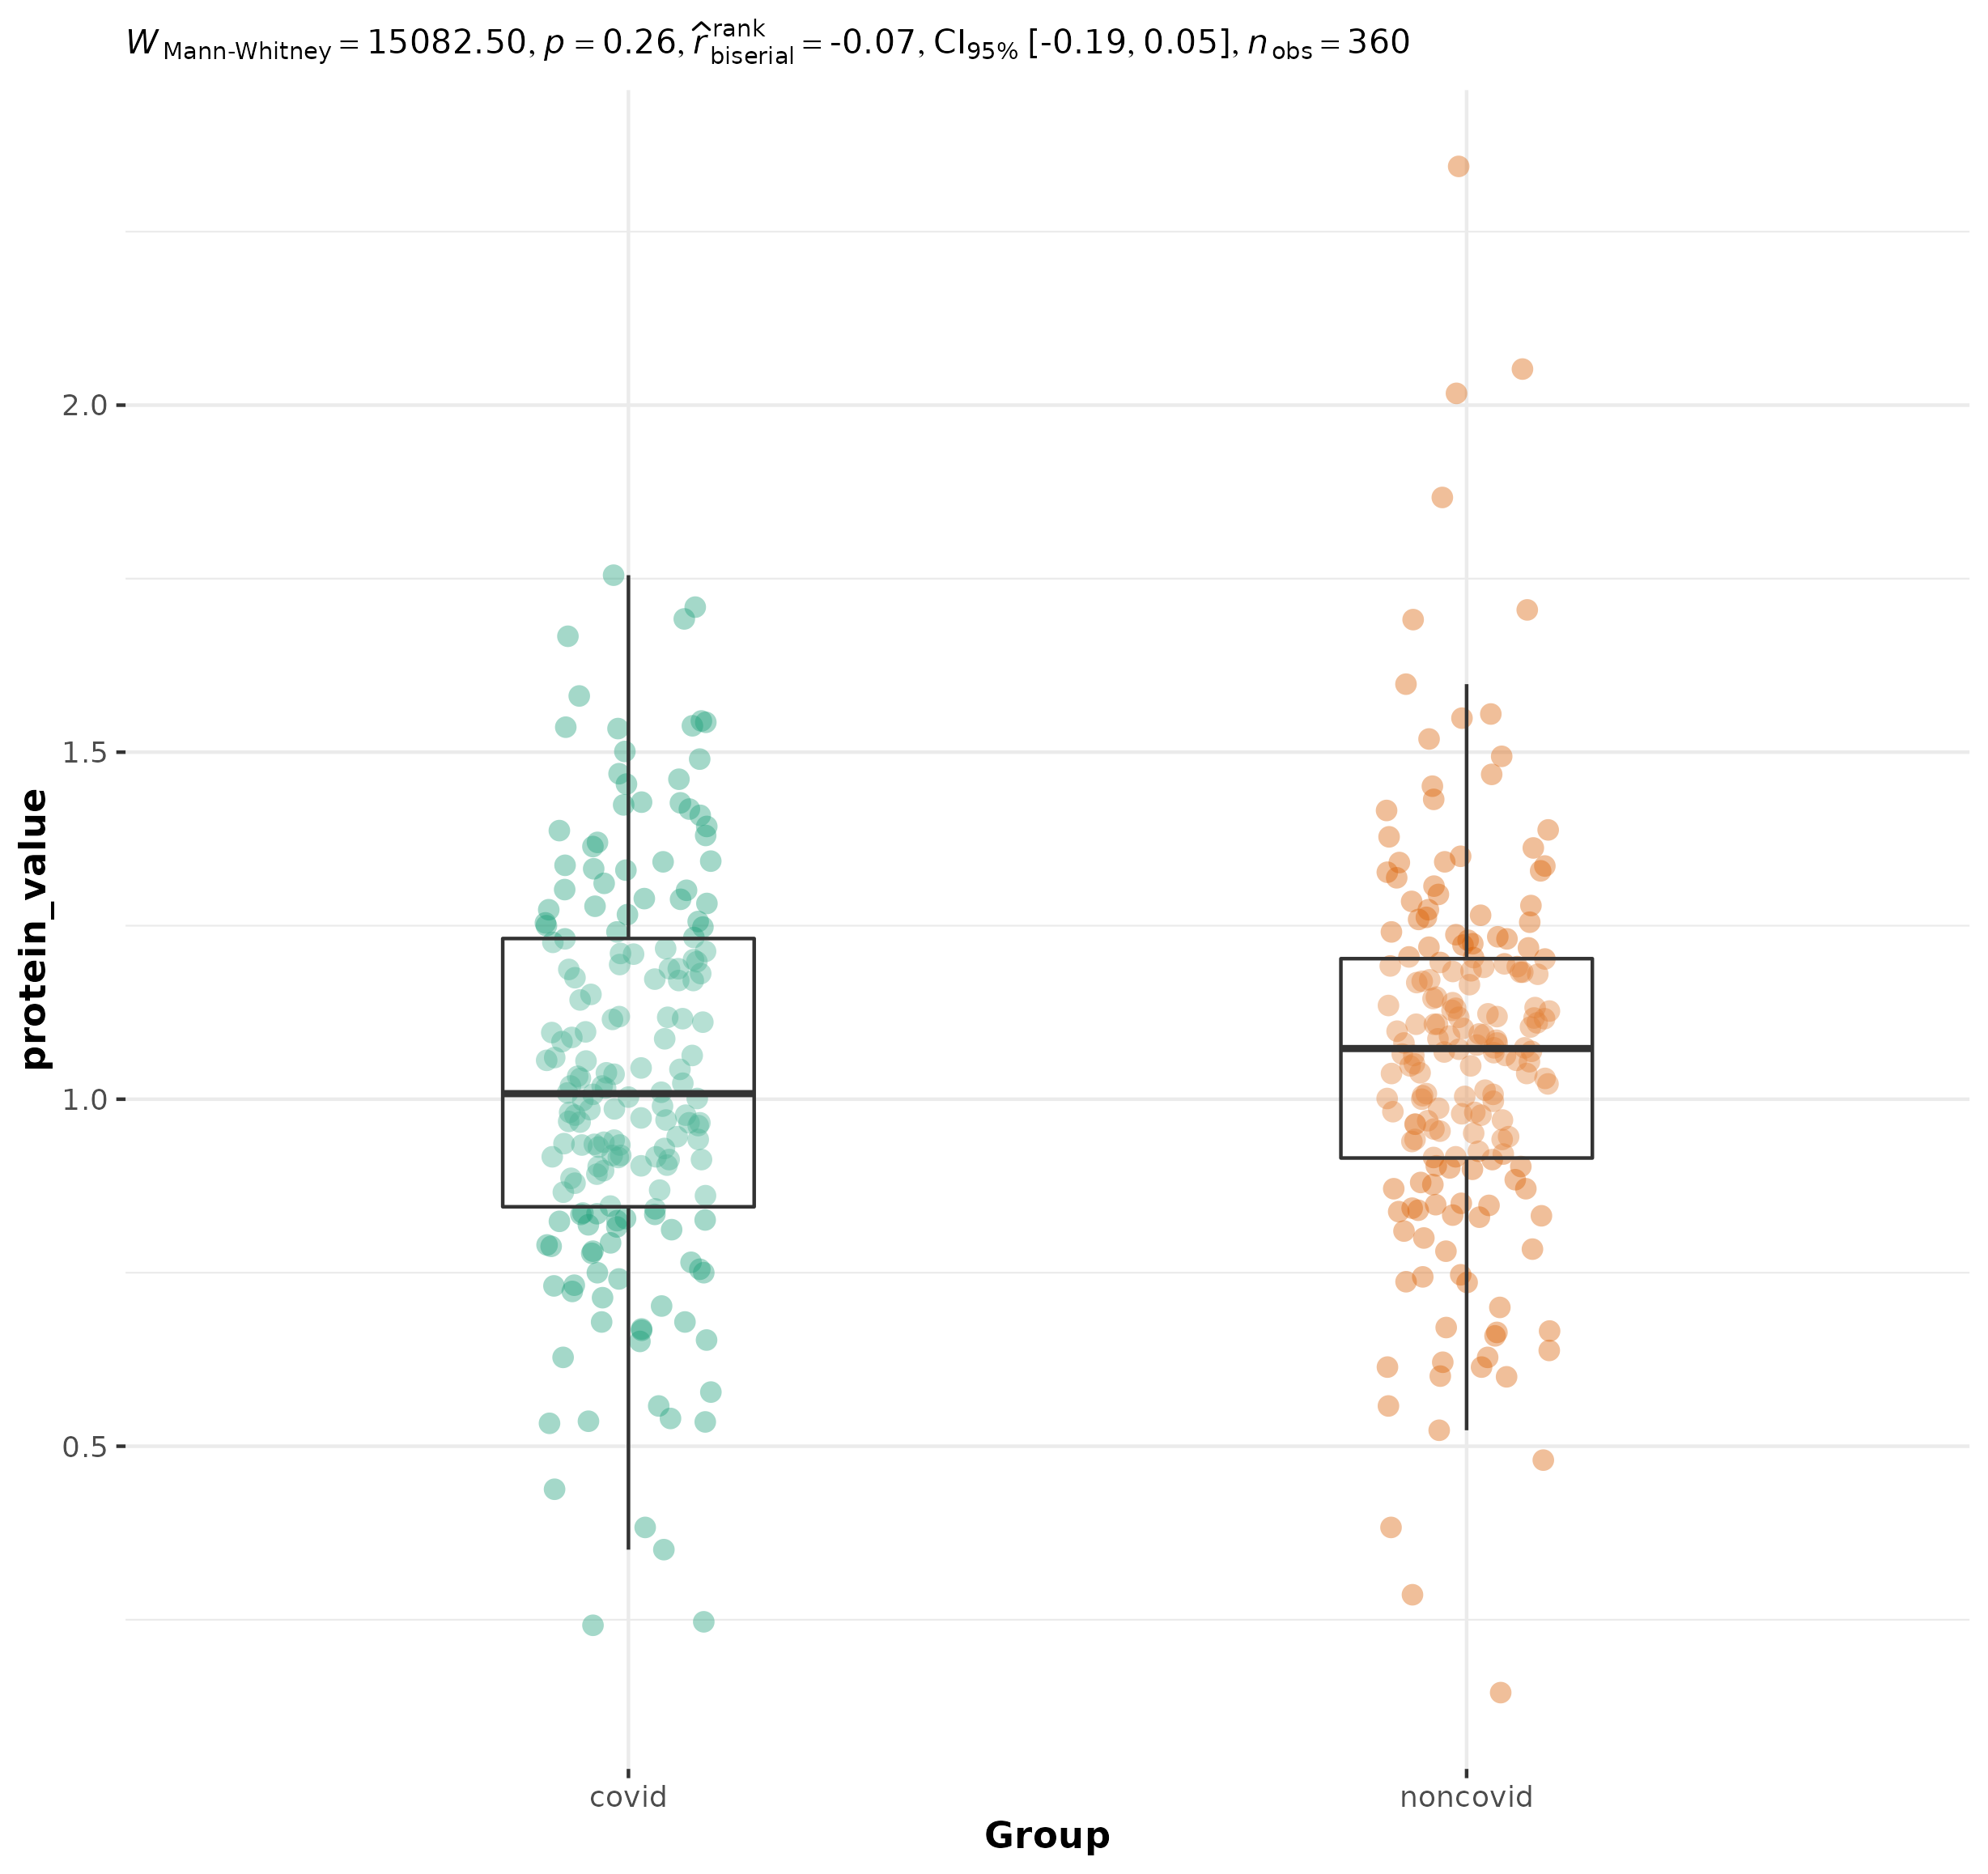 W Mann-Whitney = 15082.50, p = 0.26, r̂ rank biserial = -0.07, CI95% [-0.19, 0.05], n obs = 360
protein_value
2.0
1.5
1.0
0.5
covid noncovid
Group